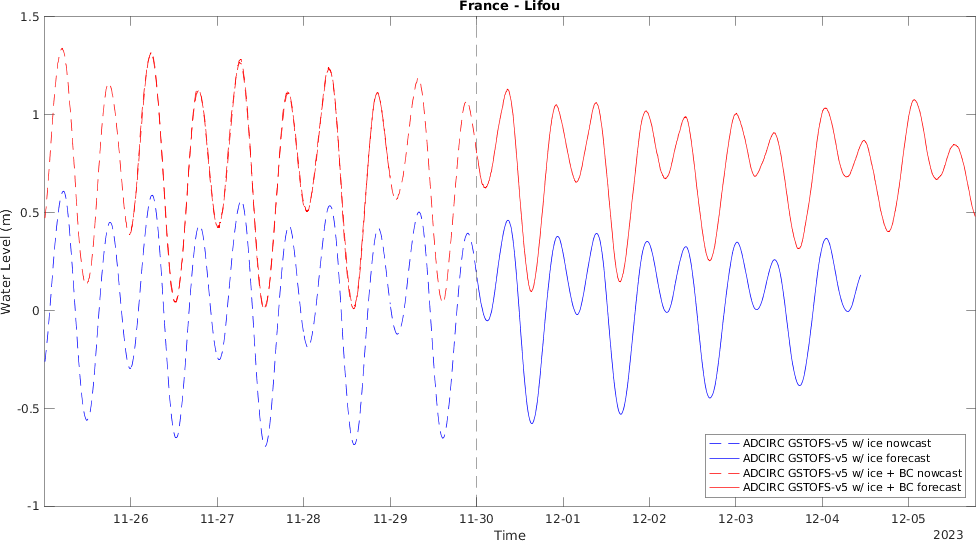 France - Lifou
1.5
1
0.5
0
-0.5
-1
Water Level (m)
11-26
11-27
11-28
11-29
11-30
12-01
12-02
12-03
12-04
12-05
Time
2023
ADCIRC GSTOFS-v5 w/ ice nowcast
ADCIRC GSTOFS-v5 w/ ice forecast
ADCIRC GSTOFS-v5 w/ ice + BC nowcast
ADCIRC GSTOFS-v5 w/ ice + BC forecast